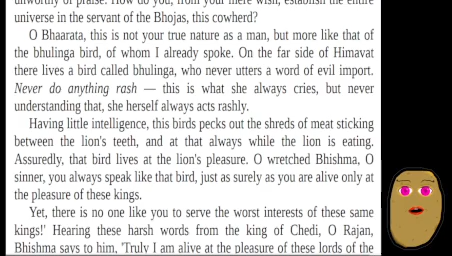 unworthy of praise. How do you, from your mere wish, establish the entire
universe in the servant of the Bhojas, this cowherd?
O Bhaarata, this is not your true nature as a man, but more like that of
the bhulinga bird, of whom I already spoke. On the far side of Himavat
there lives a bird called bhulinga, who never utters a word of evil import.
Never do anything rash — this is what she always cries, but never
understanding that, she herself always acts rashly.
Having little intelligence, this birds pecks out the shreds of meat sticking
between the lion's teeth, and at that always while the lion is eating.
Assuredly, that bird lives at the lion's pleasure. O wretched Bhishma, O
sinner, you always speak like that bird, just as surely as you are alive only at
the pleasure of these kings.
Yet, there is no one like you to serve the worst interests of these same
kings!' Hearing these harsh words from the king of Chedi, O Rajan,
Bhishma says to him, 'Truly I am alive at the pleasure of these lords of the